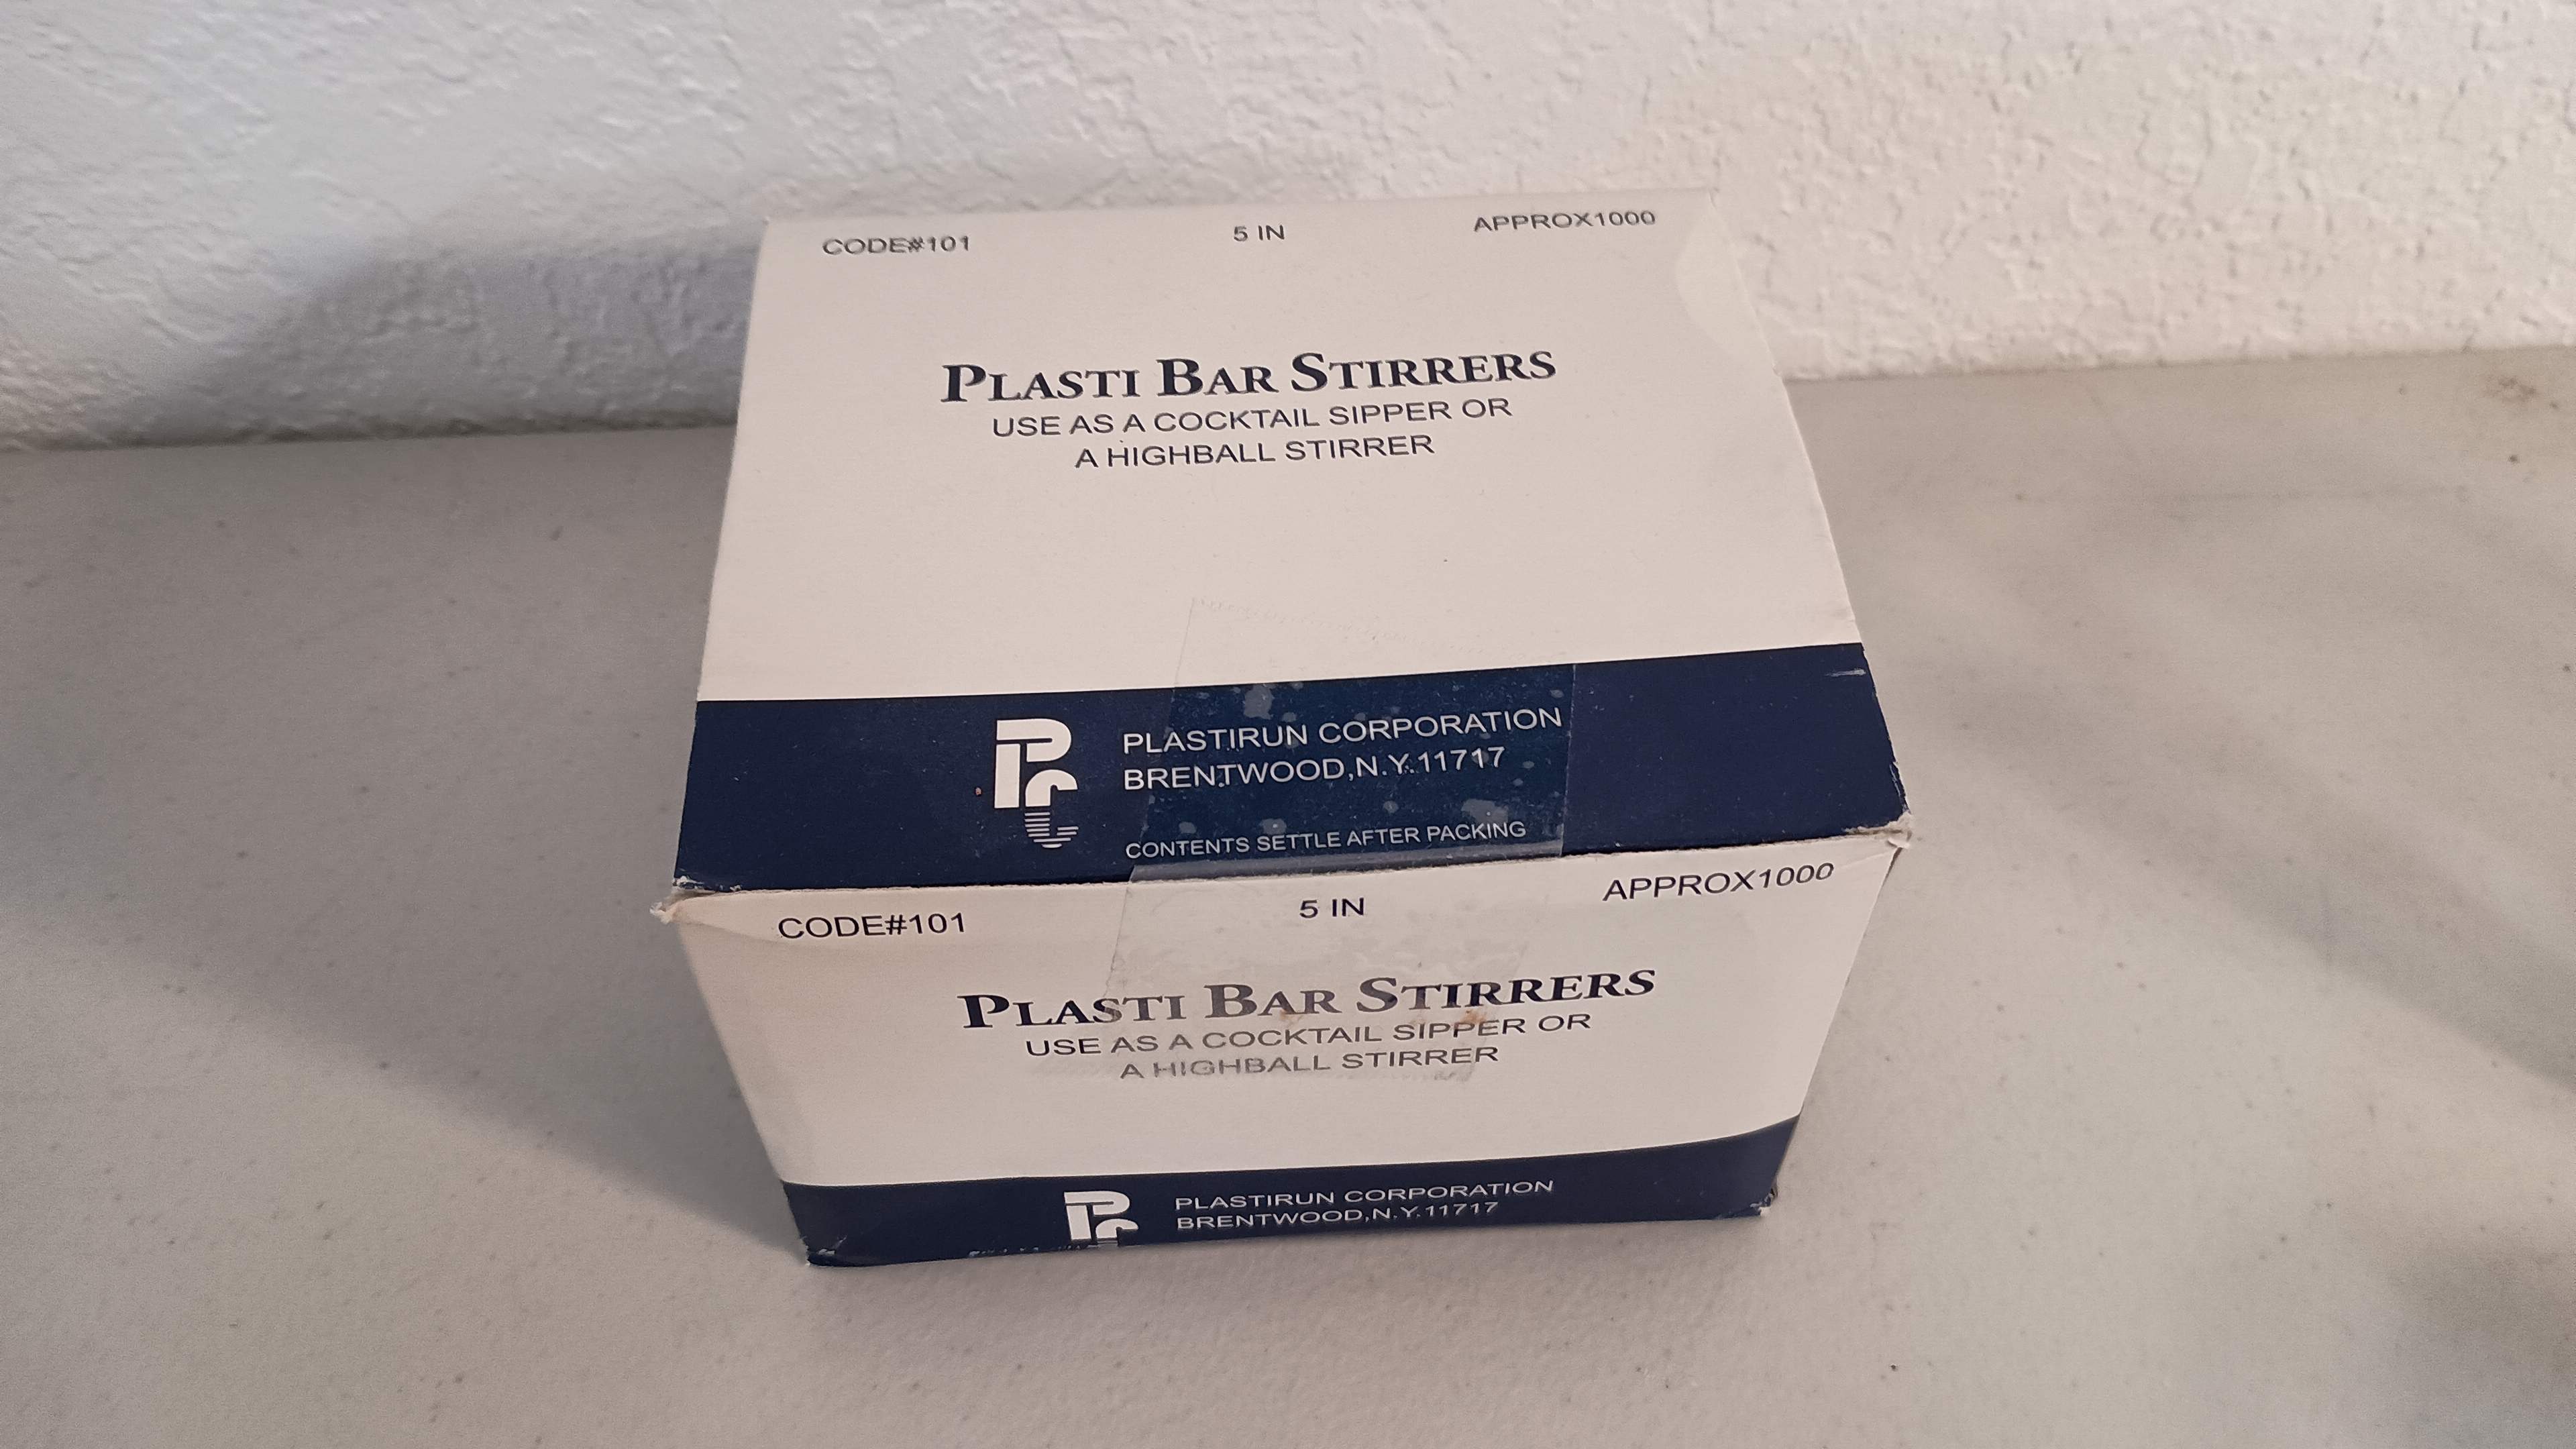 CODE#101 5 IN APPROX1000
PLASTI BAR STIRRERS
USE AS A COCKTAIL SIPPER OR
A HIGHBALL STIRRER
PLASTIRUN CORPORATION
BRENTWOOD,N.Y.11717
CONTENTS SETTLE AFTER PACKING
CODE#101 5 IN APPROX1000
PLASTI BAR STIRRERS
USE AS A COCKTAIL SIPPER OR
A HIGHBALL STIRRER
PLASTIRUN CORPORATION
BRENTWOOD,N.Y.11717